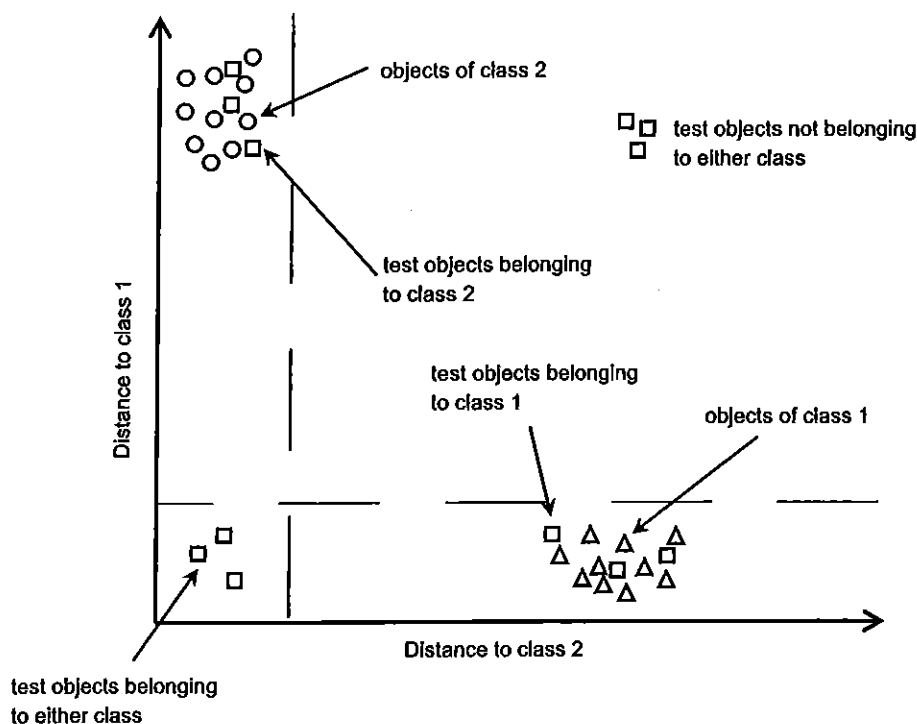 objects of class 2
test objects not belonging
to either class
test objects belonging
to class 2
Distance to class 1
test objects belonging
to class 1
objects of class 1
Distance to class 2
test objects belonging
to either class